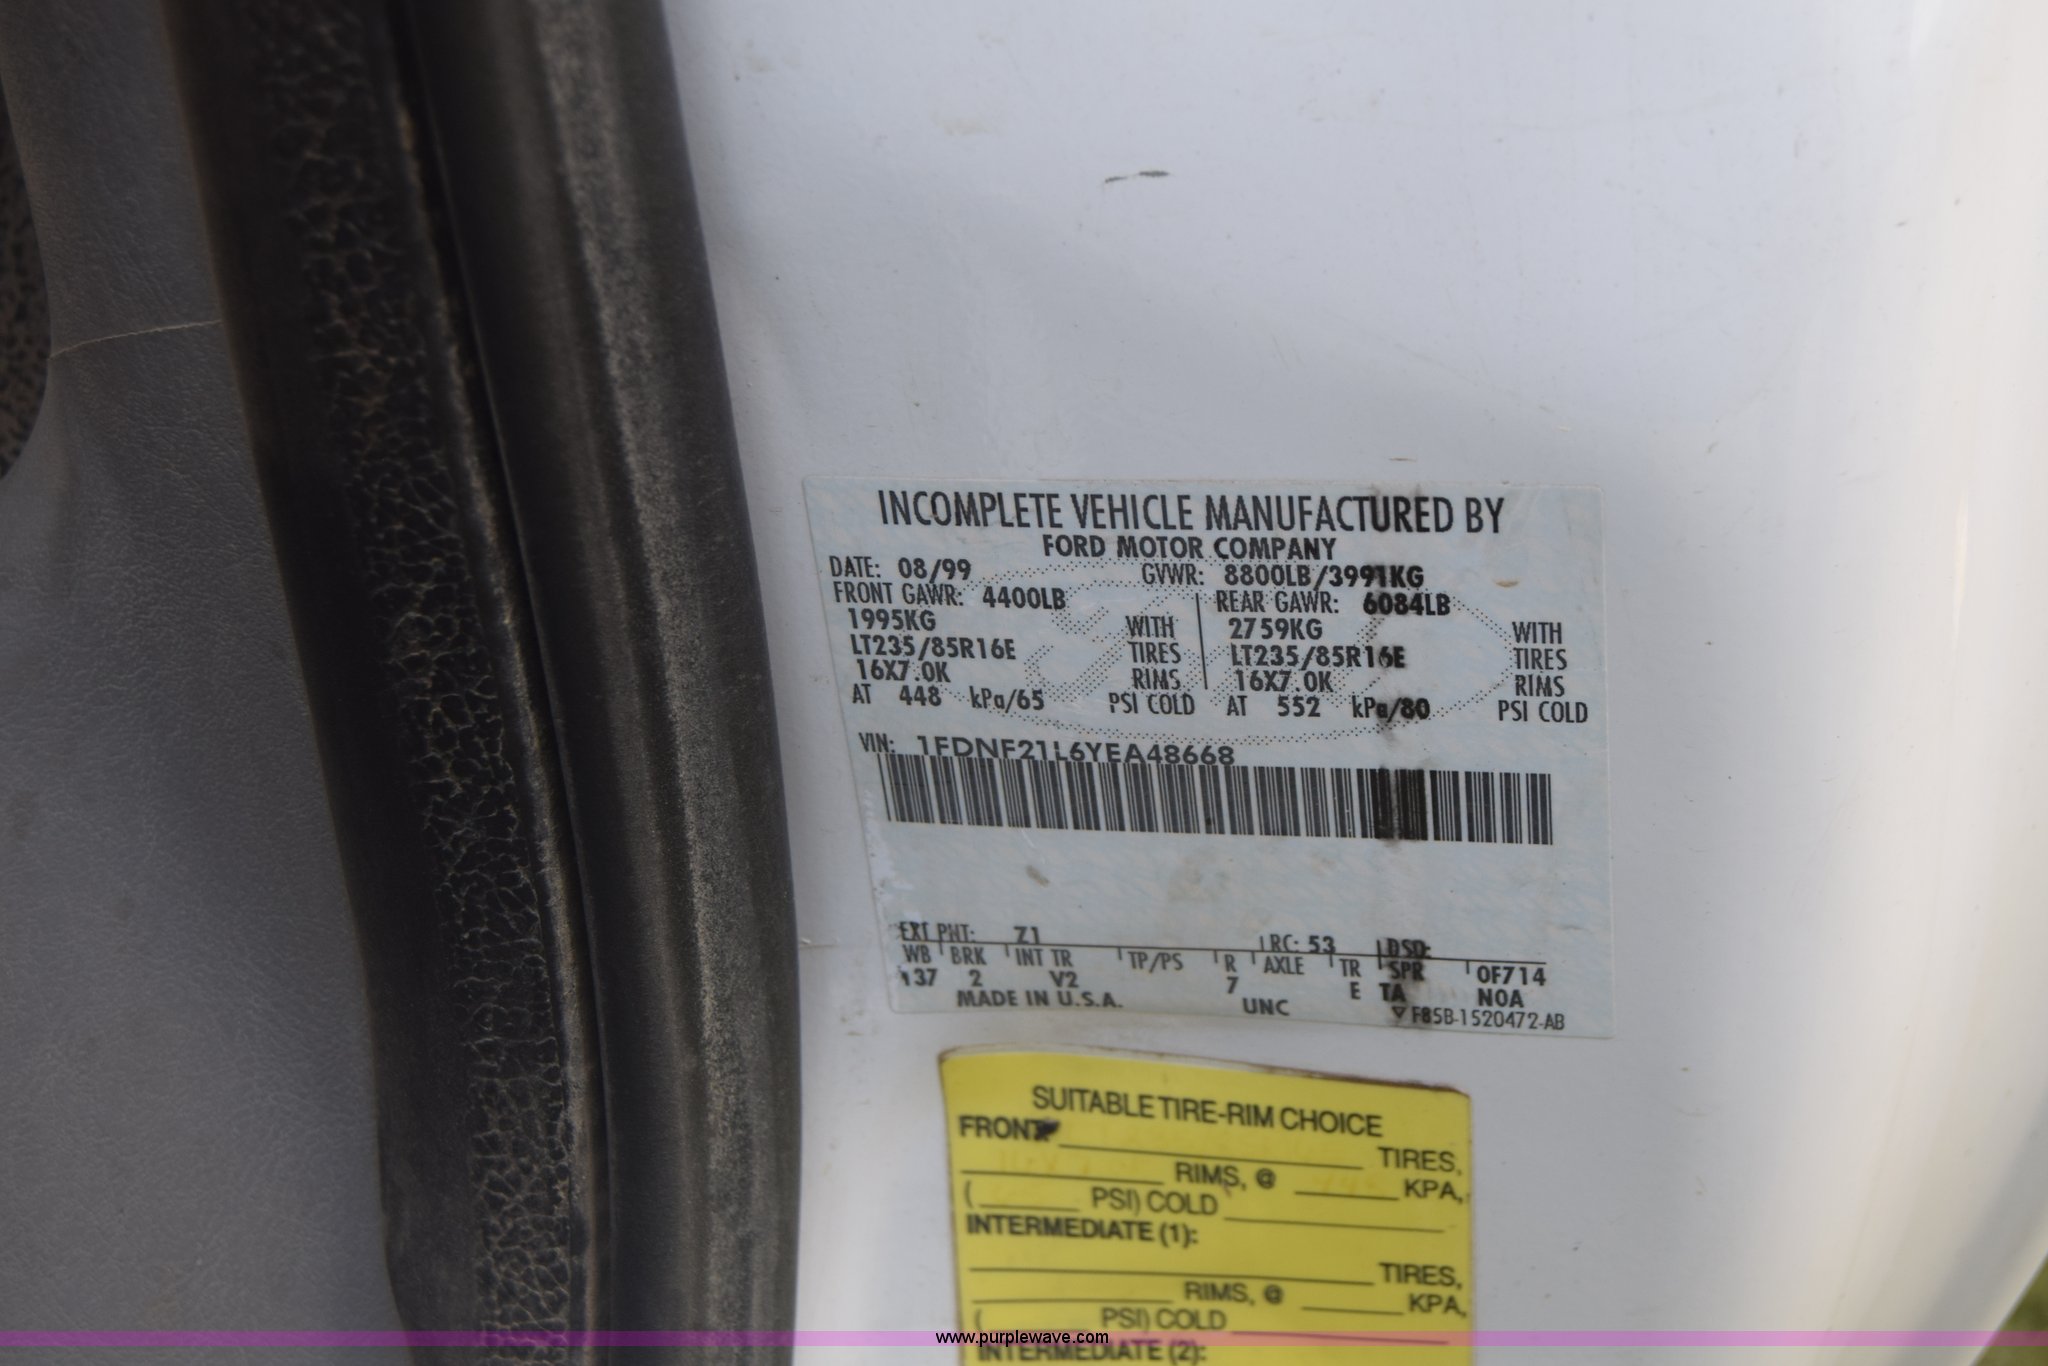 INCOMPLETE VEHICLE MANUFACTURED BY
FORD MOTOR COMPANY
DATE: 08/99 GVWR: 8800LB/3991KG
FRONT GAWR: 4400LB REAR GAWR: 6084LB
1995KG WITH 2759KG WITH
LT235/85R16E TIRES LT235/85R16E TIRES
16X7.0K RIMS 16X7.0K RIMS
AT 448 kPa/65 PSI COLD AT 552 kPa/80 PSI COLD
VIN: 1FDNF21L6YEA48668
EXT PNT: Z1 RC: 53 DSO:
WB BRK INT TR TP/PS R AXLE TR SPR 0F714
137 2 V2 7 E TA N0A
MADE IN U.S.A. UNC
F85B-1520472-AB
SUITABLE TIRE-RIM CHOICE
FRONT TIRES,
RIMS, @ KPA,
( PSI) COLD
INTERMEDIATE (1):
TIRES,
RIMS, @ KPA,
( PSI) COLD
www.purplewave.com
INTERMEDIATE (2):